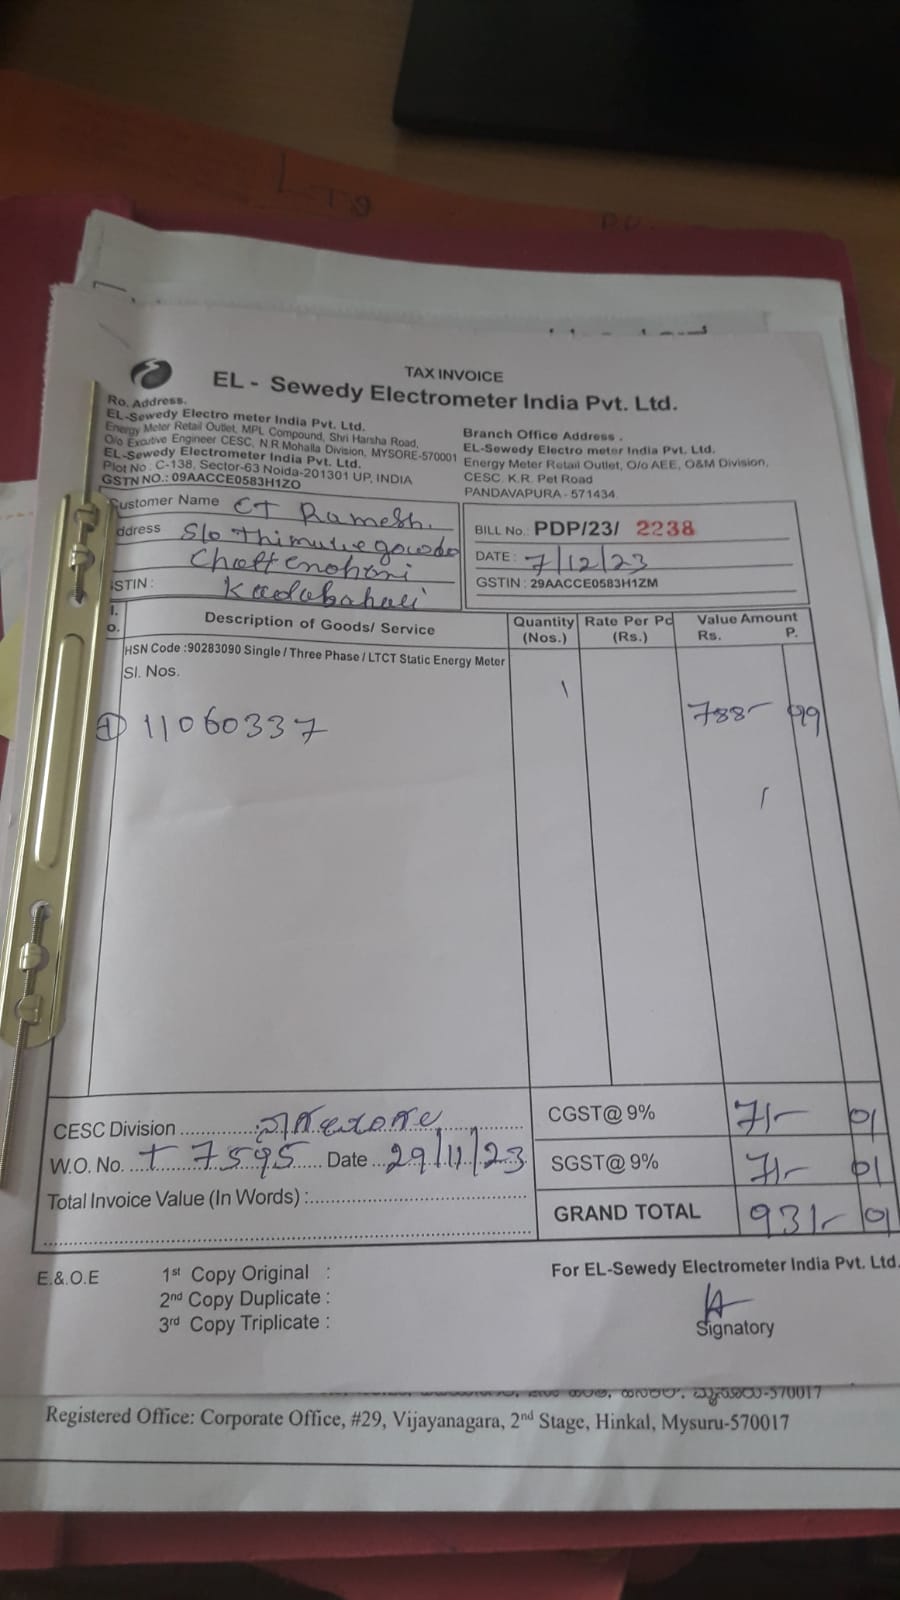 LT9
TAX INVOICE
EL - Sewedy Electrometer India Pvt. Ltd.
Ro. Address.
EL-Sewedy Electro meter India Pvt. Ltd.
Energy Meter Retail Outlet, MPL Compound, Shri Harsha Road,
O/o Excutive Engineer CESC, N.R.Mohalla Division, MYSORE-570001
EL-Sewedy Electrometer India Pvt. Ltd.
Plot No : C-138, Sector-63 Noida-201301 UP, INDIA
GSTN NO.: 09AACCE0583H1ZO
Branch Office Address .
EL-Sewedy Electro meter India Pvt. Ltd.
Energy Meter Retail Outlet, O/o AEE, O&M Division,
CESC. K.R. Pet Road
PANDAVAPURA - 571434.
ustomer Name CT Ramesh.
ddress S/o
STIN :
BILL No.: PDP/23/ 2238
DATE : 7/12/23
GSTIN : 29AACCE0583H1ZM
l.
o.
Description of Goods/ Service
Quantity (Nos.)
Rate Per Pc (Rs.)
Value Amount
Rs. P.
HSN Code :90283090 Single / Three Phase / LTCT Static Energy Meter
Sl. Nos.
1 11060337 1 788- 99
CESC Division
W.O. No. T 7595 Date 29/11/23
Total Invoice Value (In Words) :
CGST@ 9% 71- 01
SGST@ 9% 71- 01
GRAND TOTAL 931- 01
E.&.O.E
1st Copy Original :
2nd Copy Duplicate :
3rd Copy Triplicate :
For EL-Sewedy Electrometer India Pvt. Ltd.
Signatory
Registered Office: Corporate Office, #29, Vijayanagara, 2nd Stage, Hinkal, Mysuru-570017